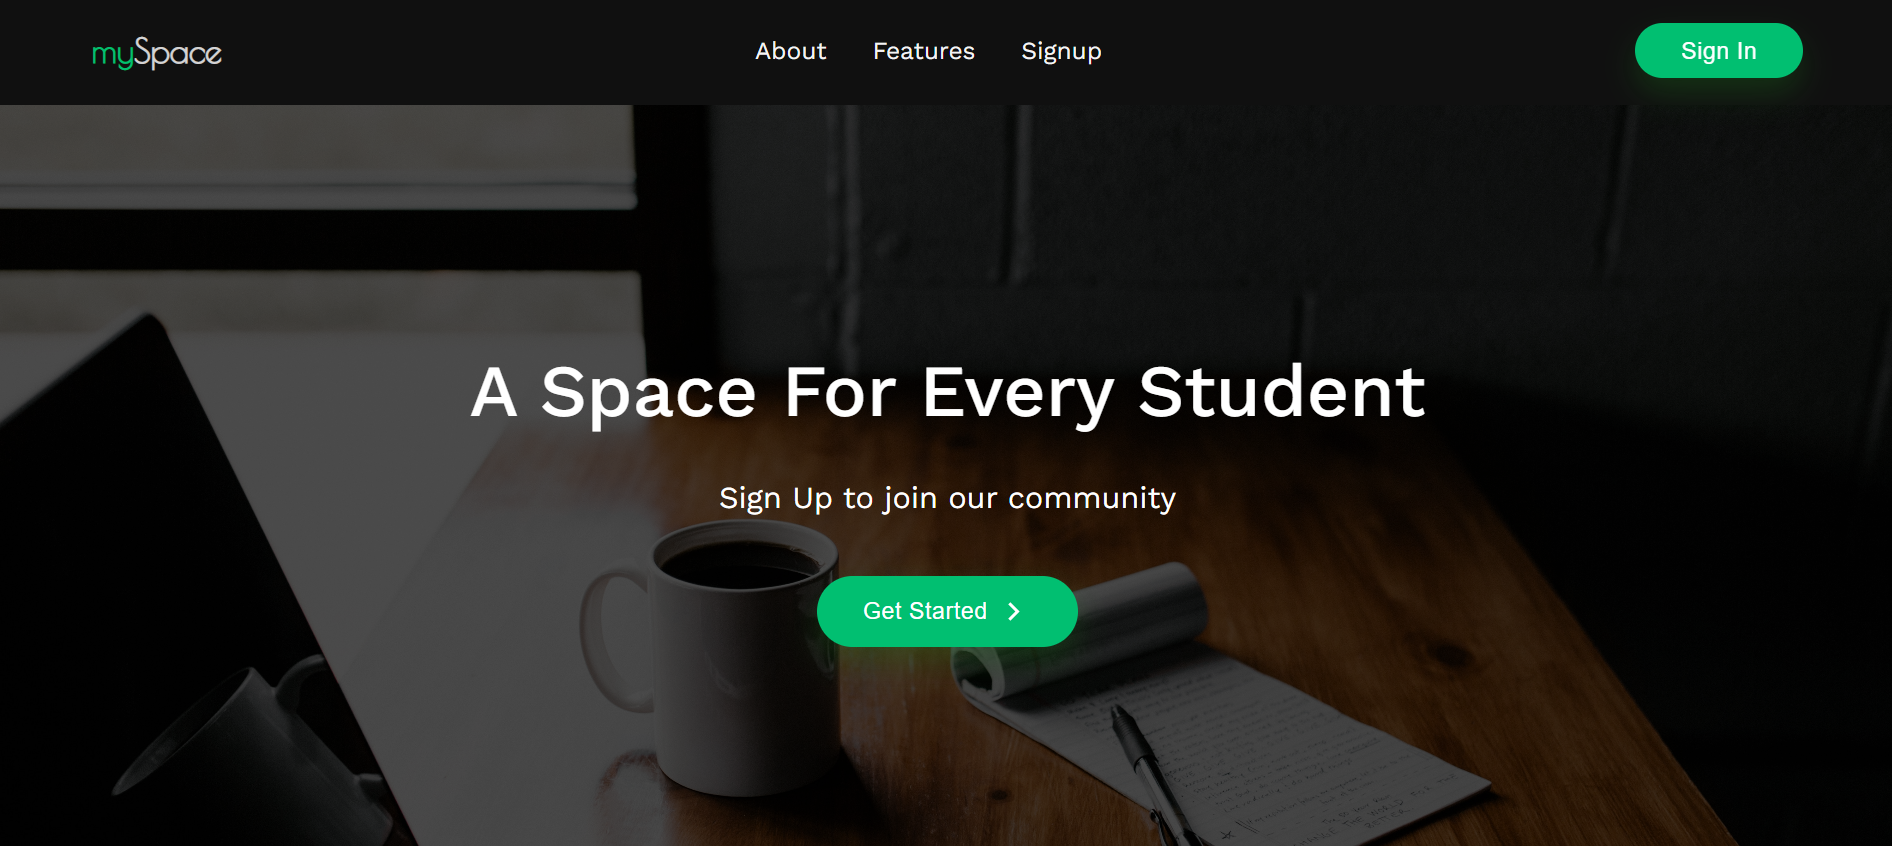 mySpace
About
Features
Signup
Sign In
A Space For Every Student
Sign Up to join our community
Get Started